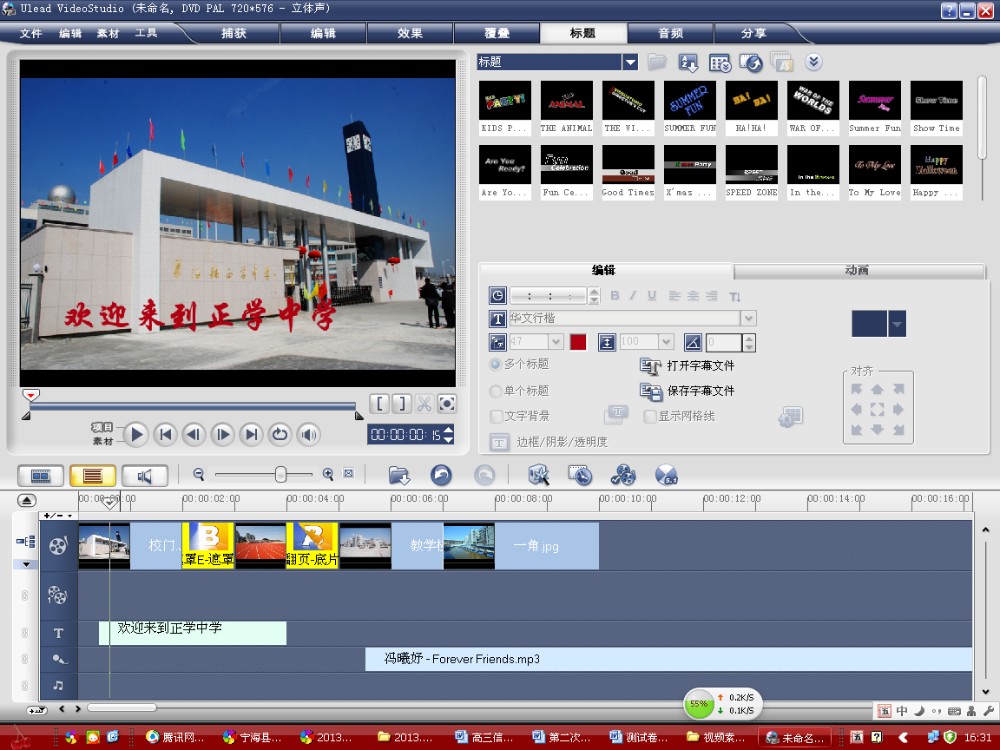 Ulead VideoStudio (未命名, DVD PAL 720*576 - 立体声)
文件 编辑 素材 工具 捕获 编辑 效果 覆叠 标题 音频 分享
标题
KIDS P... THE ANIMAL THE VI... SUMMER FUN HA!HA! WAR OF... Summer Fun Show Time
Are Yo... Fun Ce... Good Times X'mas ... SPEED ZONE In the... To My Love Happy ...
欢迎来到正学中学
编辑 动画
华文行楷
47 100 0
多个标题 打开字幕文件
单个标题 保存字幕文件
文字背景 显示网格线
边框/阴影/透明度
对齐
项目
素材
00:00:00:15
00:00:02:00 00:00:04:00 00:00:06:00 00:00:08:00 00:00:10:00 00:00:12:00 00:00:14:00 00:00:16:00
校门... 教学校 一角.jpg
罩E-遮罩 翻页-底片
欢迎来到正学中学
冯曦妤 - Forever Friends.mp3
55% 0.2K/S
0.1K/S
五 中
腾讯网... 宁海县... 2013... 2013.... 高三信... 第二次... 测试卷... 视频素... 未命名... 16:31